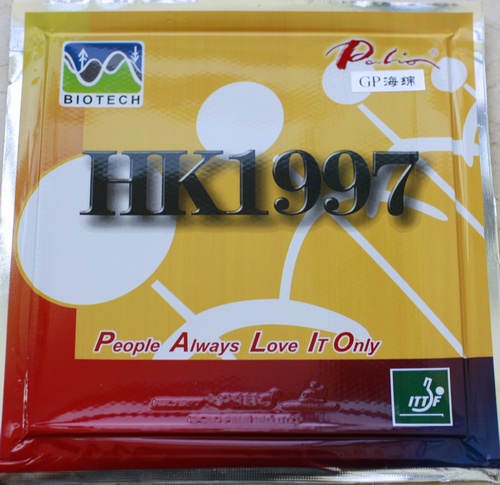 Palio
BIOTECH
GP海绵
HK1997
People Always Love It Only
ITTF